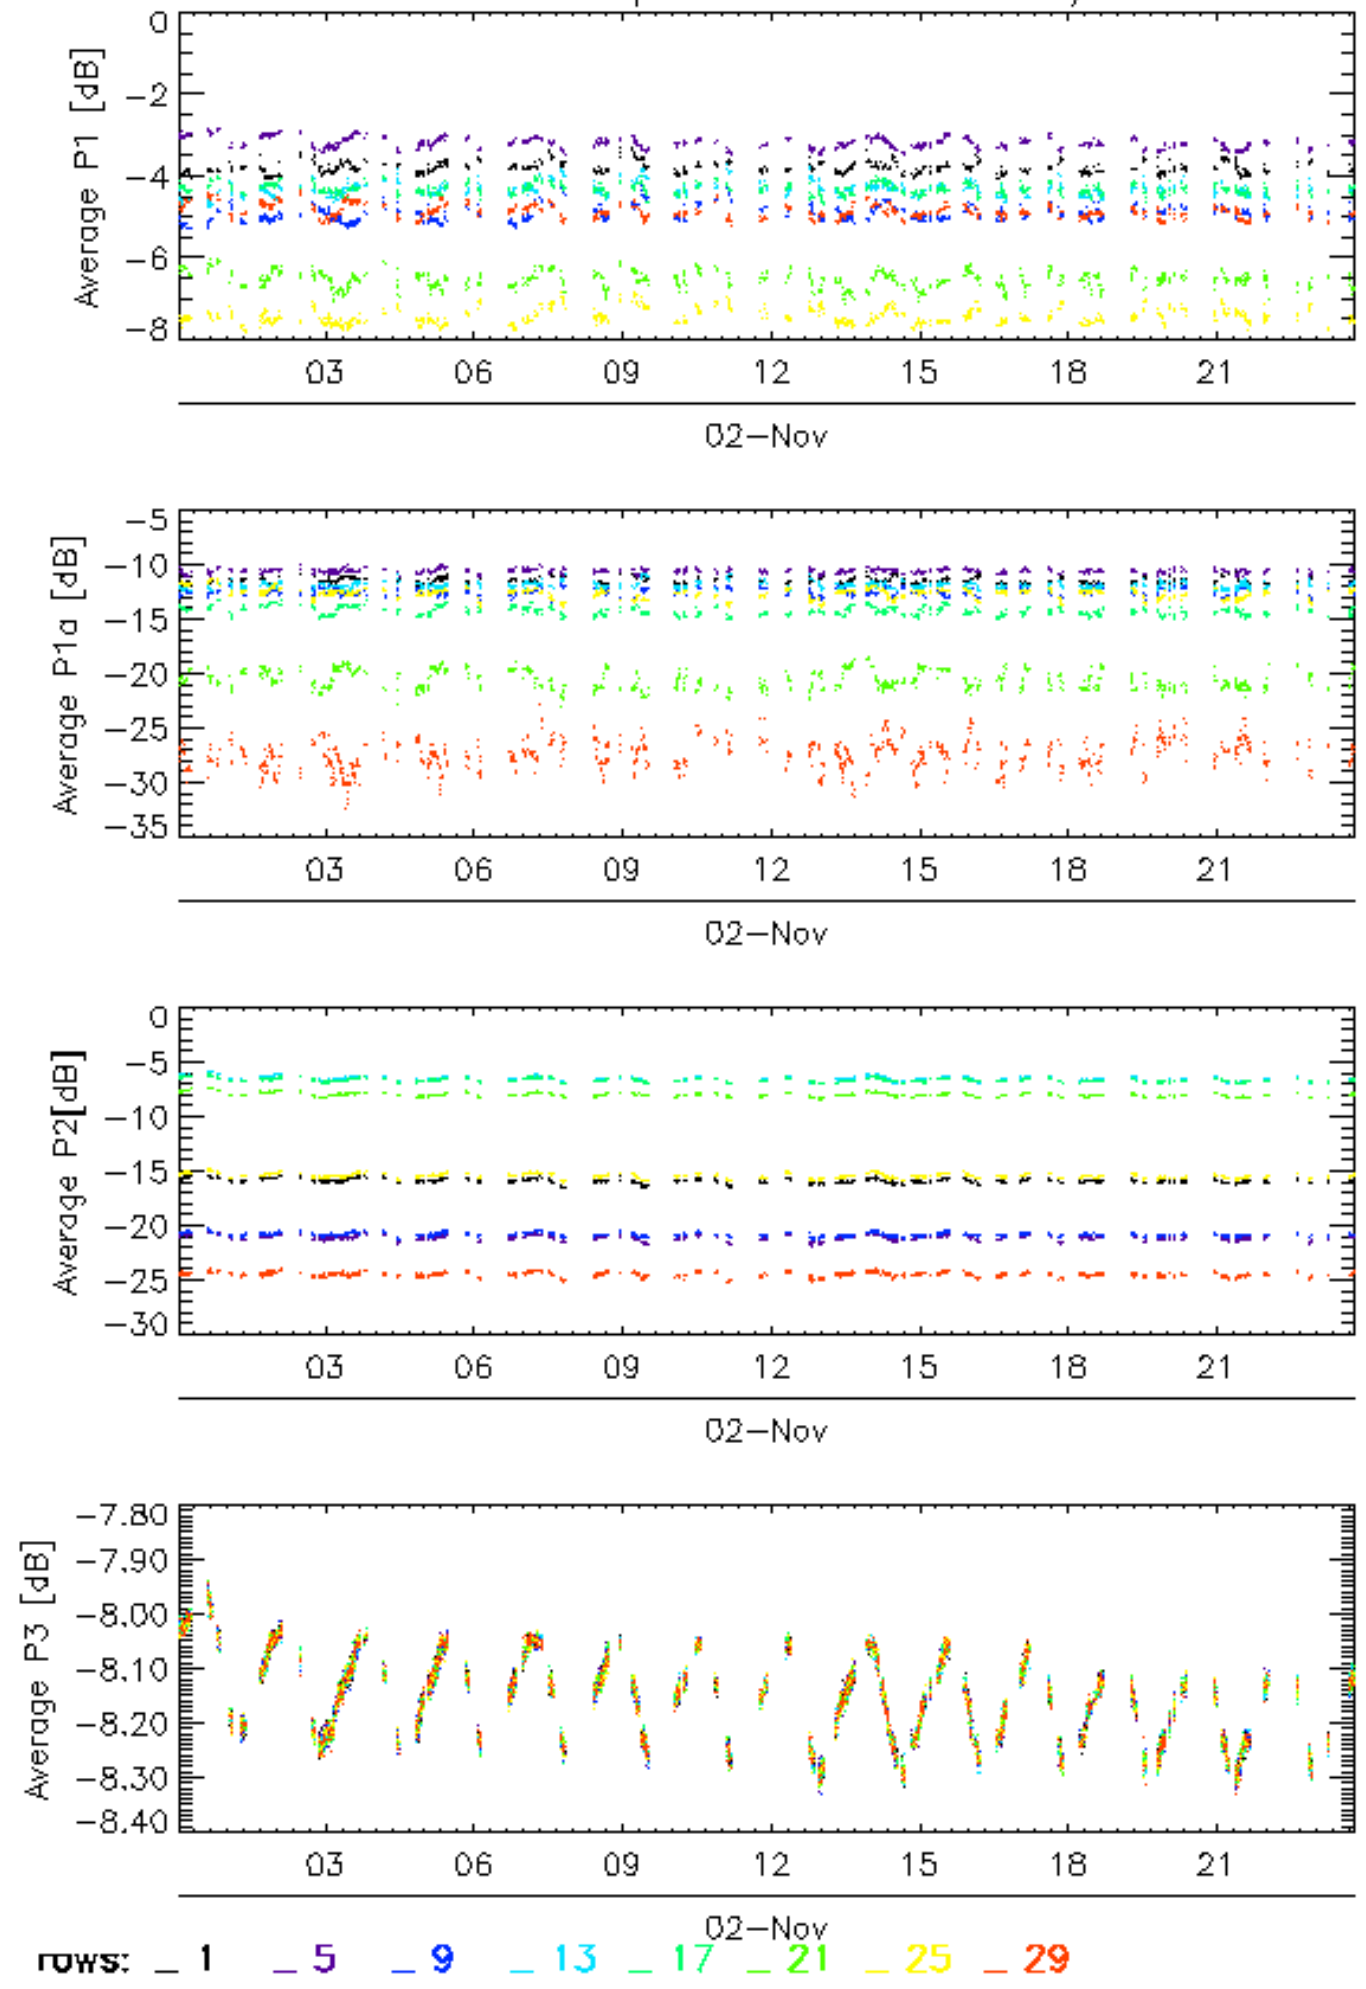 Average P1 [dB]
0
−2
−4
−6
−8
03 06 09 12 15 18 21
02−Nov
Average P1a [dB]
−5
−10
−15
−20
−25
−30
−35
03 06 09 12 15 18 21
02−Nov
Average P2[dB]
0
−5
−10
−15
−20
−25
−30
03 06 09 12 15 18 21
02−Nov
Average P3 [dB]
−7.80
−7.90
−8.00
−8.10
−8.20
−8.30
−8.40
03 06 09 12 15 18 21
02−Nov
rows: _ 1 _ 5 _ 9 _ 13 _ 17 _ 21 _ 25 _ 29